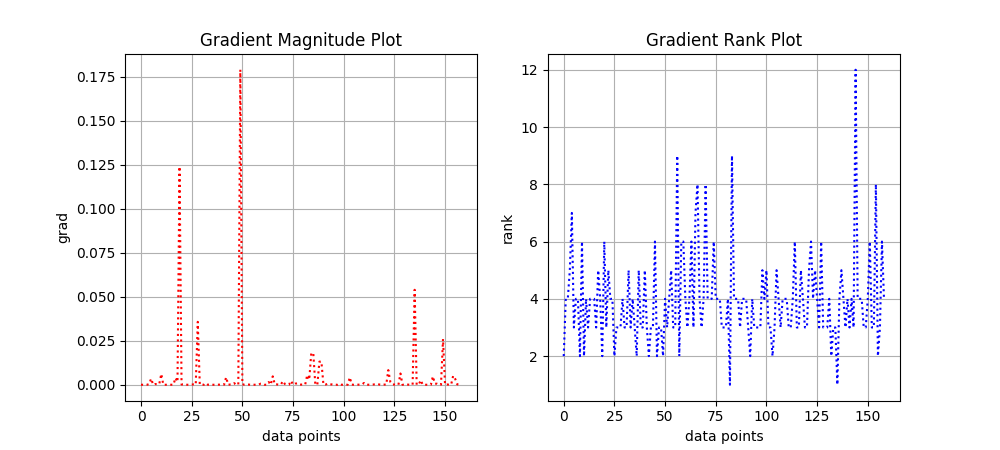 Gradient Magnitude Plot
grad
0.175
0.150
0.125
0.100
0.075
0.050
0.025
0.000
0 25 50 75 100 125 150
data points
Gradient Rank Plot
rank
12
10
8
6
4
2
0 25 50 75 100 125 150
data points